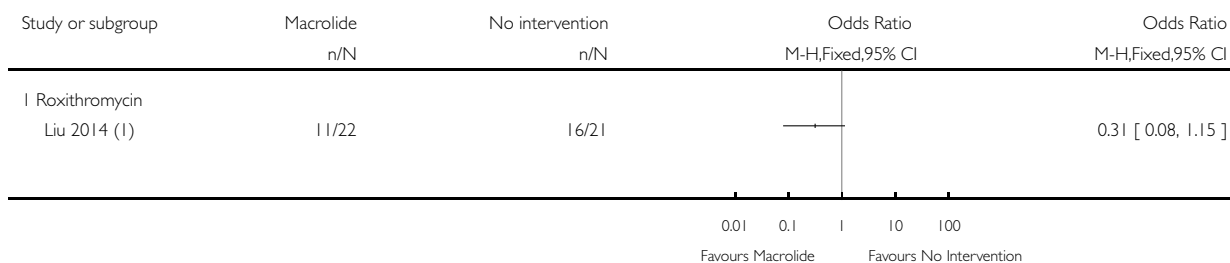 Study or subgroup Macrolide No intervention Odds Ratio Odds Ratio
n/N n/N M-H,Fixed,95% CI M-H,Fixed,95% CI
1 Roxithromycin
Liu 2014 (1) 11/22 16/21 0.31 [ 0.08, 1.15 ]
0.01 0.1 1 10 100
Favours Macrolide Favours No Intervention